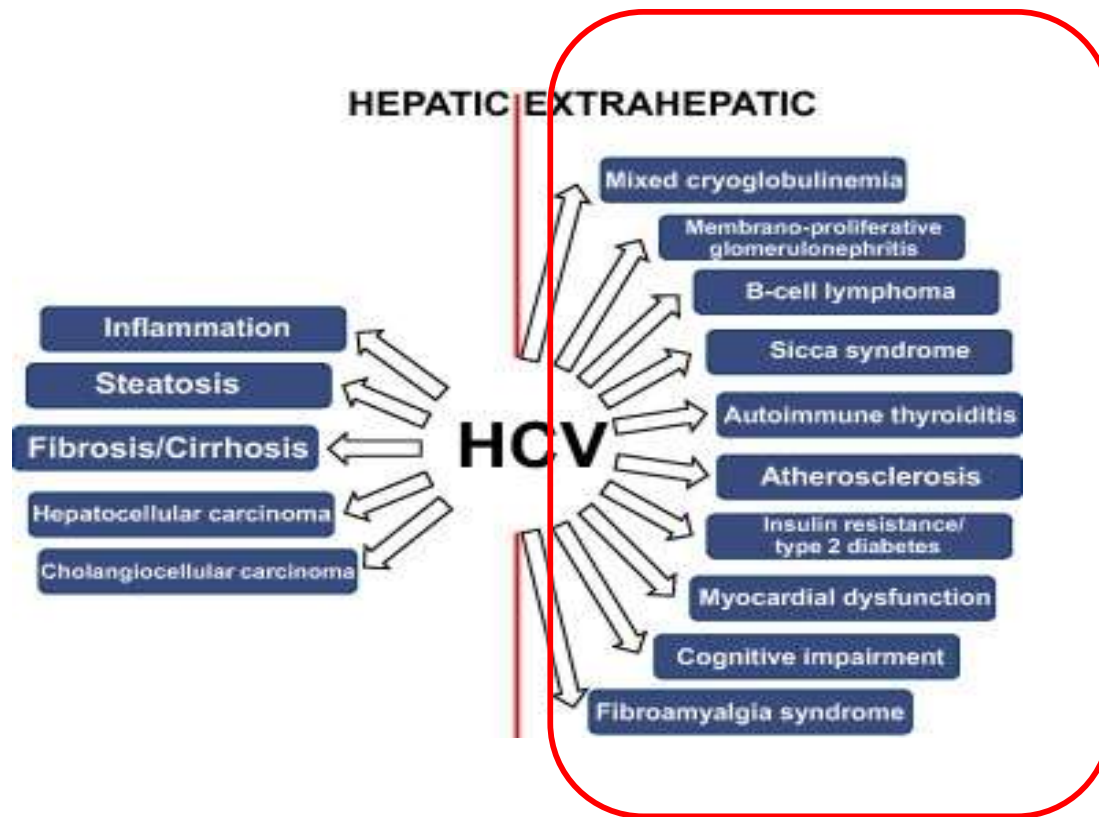 HEPATIC EXTRAHEPATIC
Inflammation
Steatosis
Fibrosis/Cirrhosis
Hepatocellular carcinoma
Cholangiocellular carcinoma
HCV
Mixed cryoglobulinemia
Membrano-proliferative
glomerulonephritis
B-cell lymphoma
Sicca syndrome
Autoimmune thyroiditis
Atherosclerosis
Insulin resistance/
type 2 diabetes
Myocardial dysfunction
Cognitive impairment
Fibroamyalgia syndrome